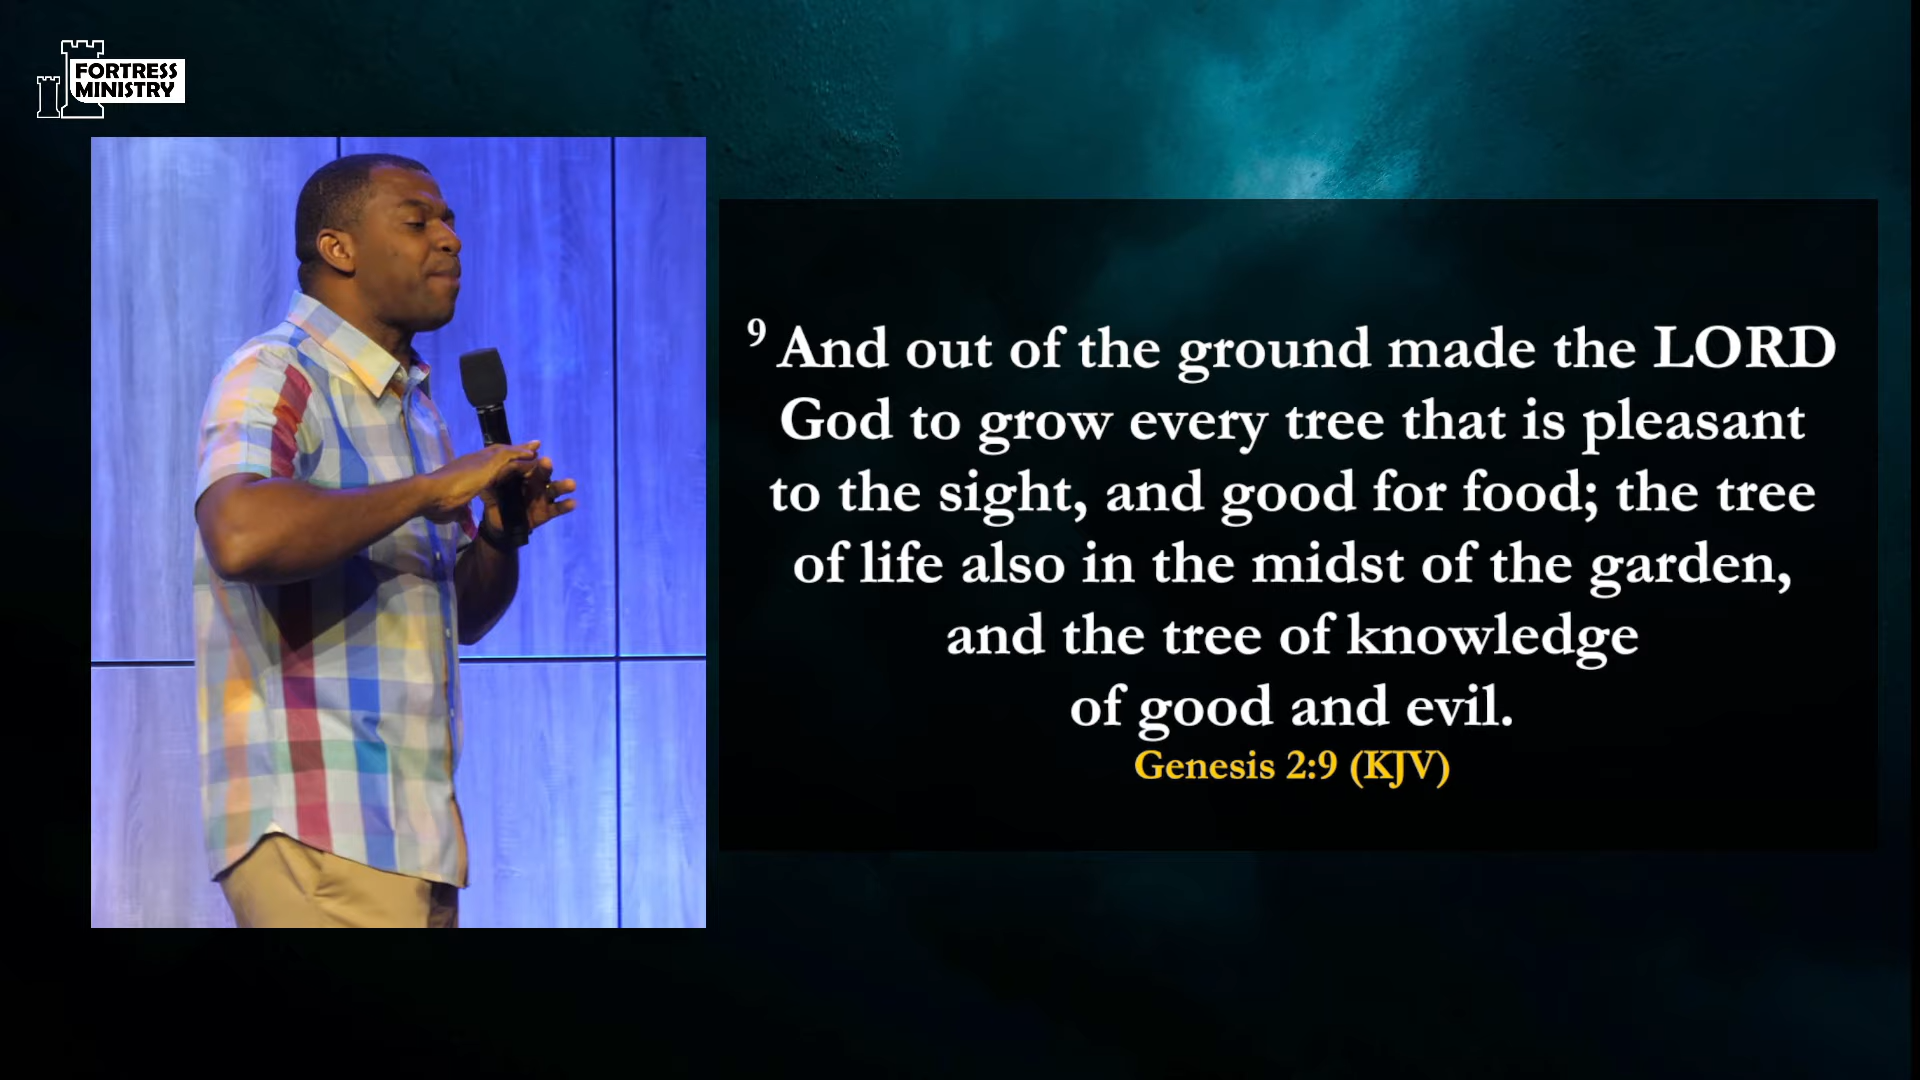 FORTRESS
MINISTRY
9 And out of the ground made the LORD
God to grow every tree that is pleasant
to the sight, and good for food; the tree
of life also in the midst of the garden,
and the tree of knowledge
of good and evil.
Genesis 2:9 (KJV)